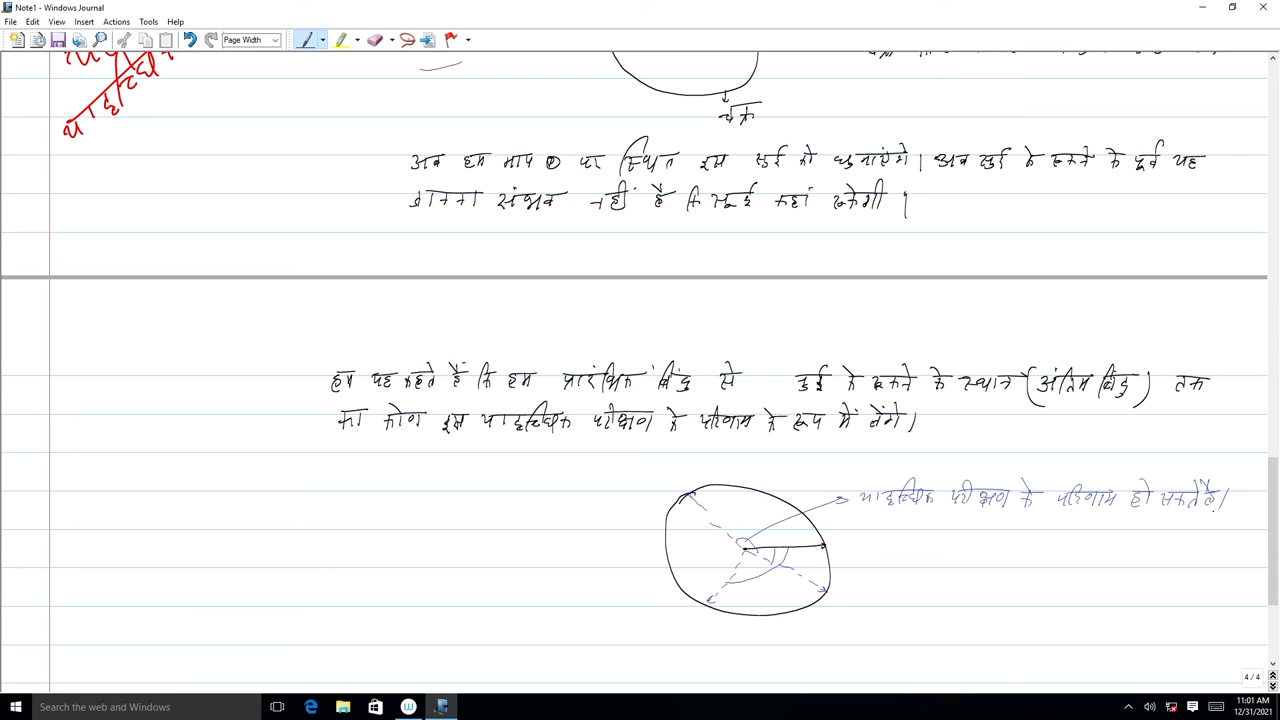 Note1 - Windows Journal
File Edit View Insert Actions Tools Help
Page Width
चक्र
अब हम माप 0 पर स्थित इस सुई को घुमाएंगे। अब सुई के रूकने के पूर्व यह
जानना संभव नहीं है कि सूई कहां रूकेगी।
हम यह कहते हैं कि हम प्रारंभिक बिंदु से सुई के रूकने के स्थान (अंतिम बिंदु) तक
का कोण इस यादृच्छिक परीक्षण के परिणाम के रूप में लेंगे।
यादृच्छिक परीक्षण के परिणाम हो सकते हैं।
4 / 4
Search the web and Windows
11:01 AM
12/31/2021